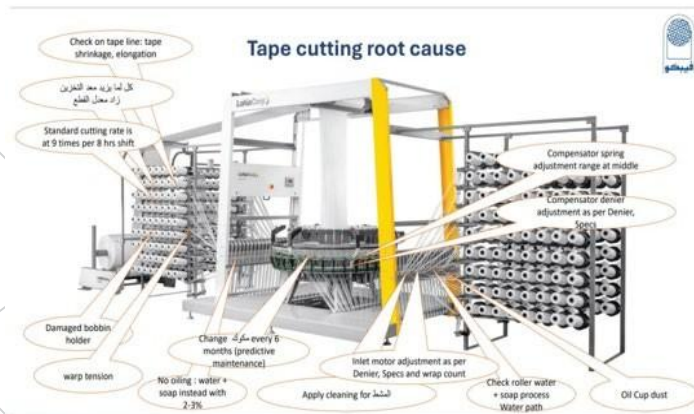 Tape cutting root cause
Check on tape line: tape
shrinkage, elongation
كل لما يزيد معد التخزين
زاد معدل القطع
Standard cutting rate is
at 9 times per 8 hrs shift
Compensator spring
adjustment range at middle
Compensator denier
adjustment as per Denier,
Specs
Damaged bobbin
holder
warp tension
Change مكوك every 6
months (predictive
maintenance)
No oiling : water +
soap instead with
2-3%
Apply cleaning for المشط
Inlet motor adjustment as per
Denier, Specs and wrap count
Check roller water
+ soap process
Water path
Oil Cup dust